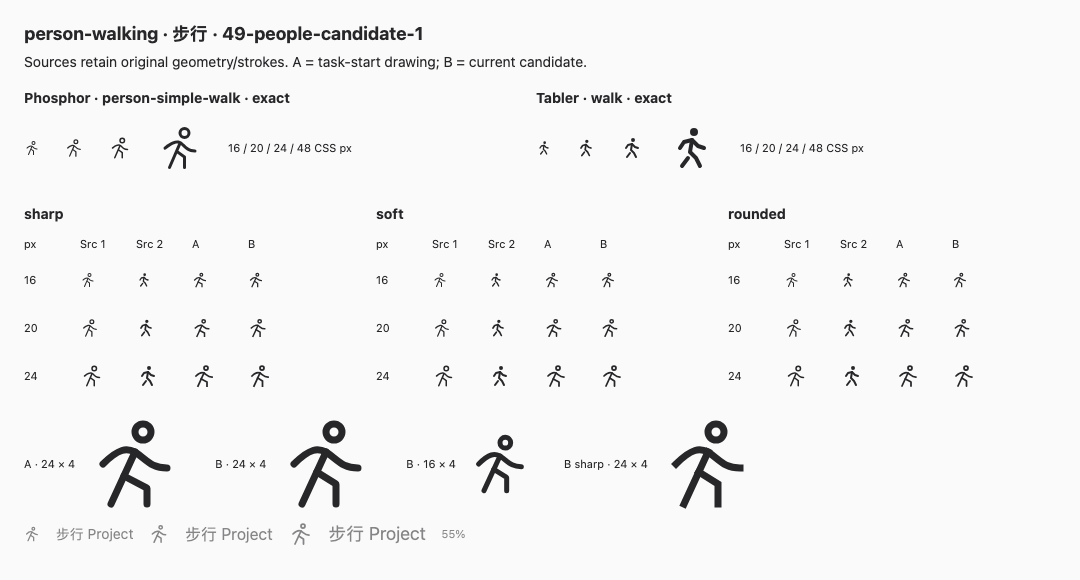 person-walking · 步行 · 49-people-candidate-1
Sources retain original geometry/strokes. A = task-start drawing; B = current candidate.
Phosphor · person-simple-walk · exact
Tabler · walk · exact
16 / 20 / 24 / 48 CSS px
16 / 20 / 24 / 48 CSS px
sharp
soft
rounded
px Src 1 Src 2 A B
px Src 1 Src 2 A B
px Src 1 Src 2 A B
16
16
16
20
20
20
24
24
24
A · 24 × 4
B · 24 × 4
B · 16 × 4
B sharp · 24 × 4
步行 Project
步行 Project
步行 Project
55%